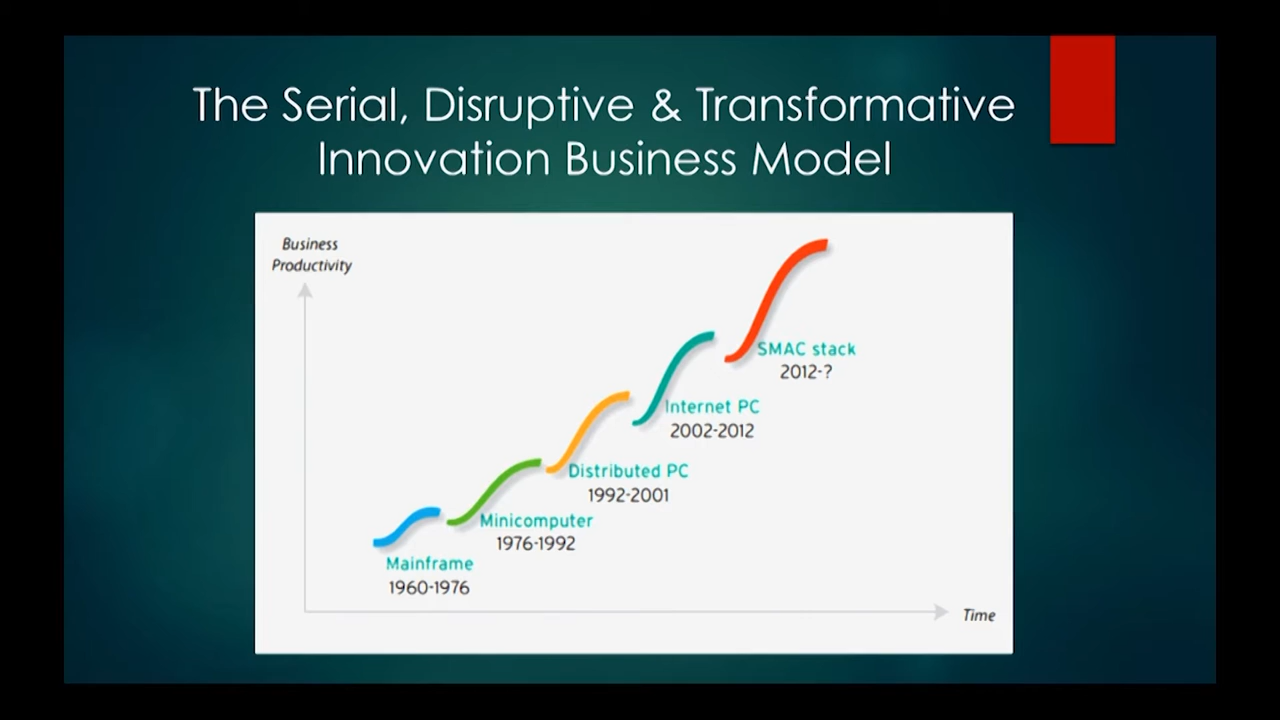 The Serial, Disruptive & Transformative
Innovation Business Model
Business
Productivity
SMAC stack
2012-?
Internet PC
2002-2012
Distributed PC
1992-2001
Minicomputer
1976-1992
Mainframe
1960-1976
Time